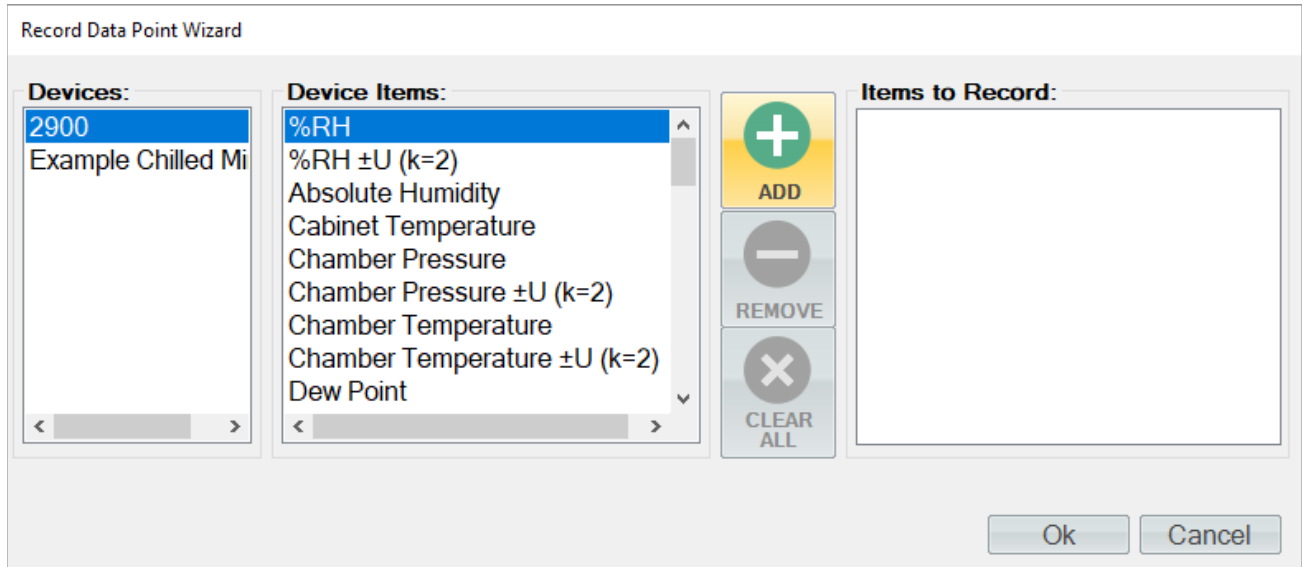 Record Data Point Wizard
Devices:
2900
Example Chilled Mi
Device Items:
%RH
%RH ±U (k=2)
Absolute Humidity
Cabinet Temperature
Chamber Pressure
Chamber Pressure ±U (k=2)
Chamber Temperature
Chamber Temperature ±U (k=2)
Dew Point
ADD
REMOVE
CLEAR
ALL
Items to Record:
Ok
Cancel